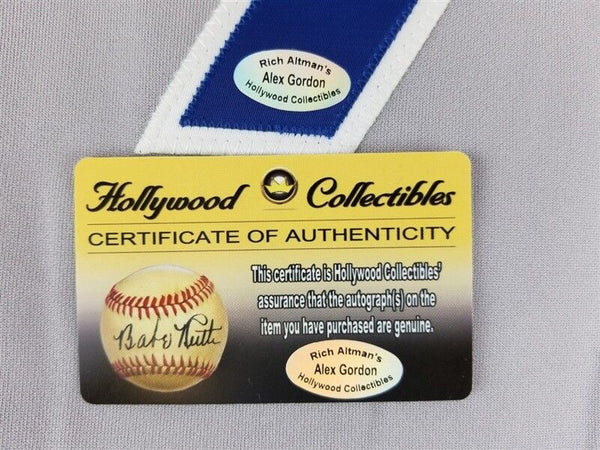 Rich Altman's
Alex Gordon
Hollywood Collectibles
Hollywood Collectibles
CERTIFICATE OF AUTHENTICITY
This certificate is Hollywood Collectibles'
assurance that the autograph(s) on the
item you have purchased are genuine.
Babe Ruth
Rich Altman's
Alex Gordon
Hollywood Collectibles